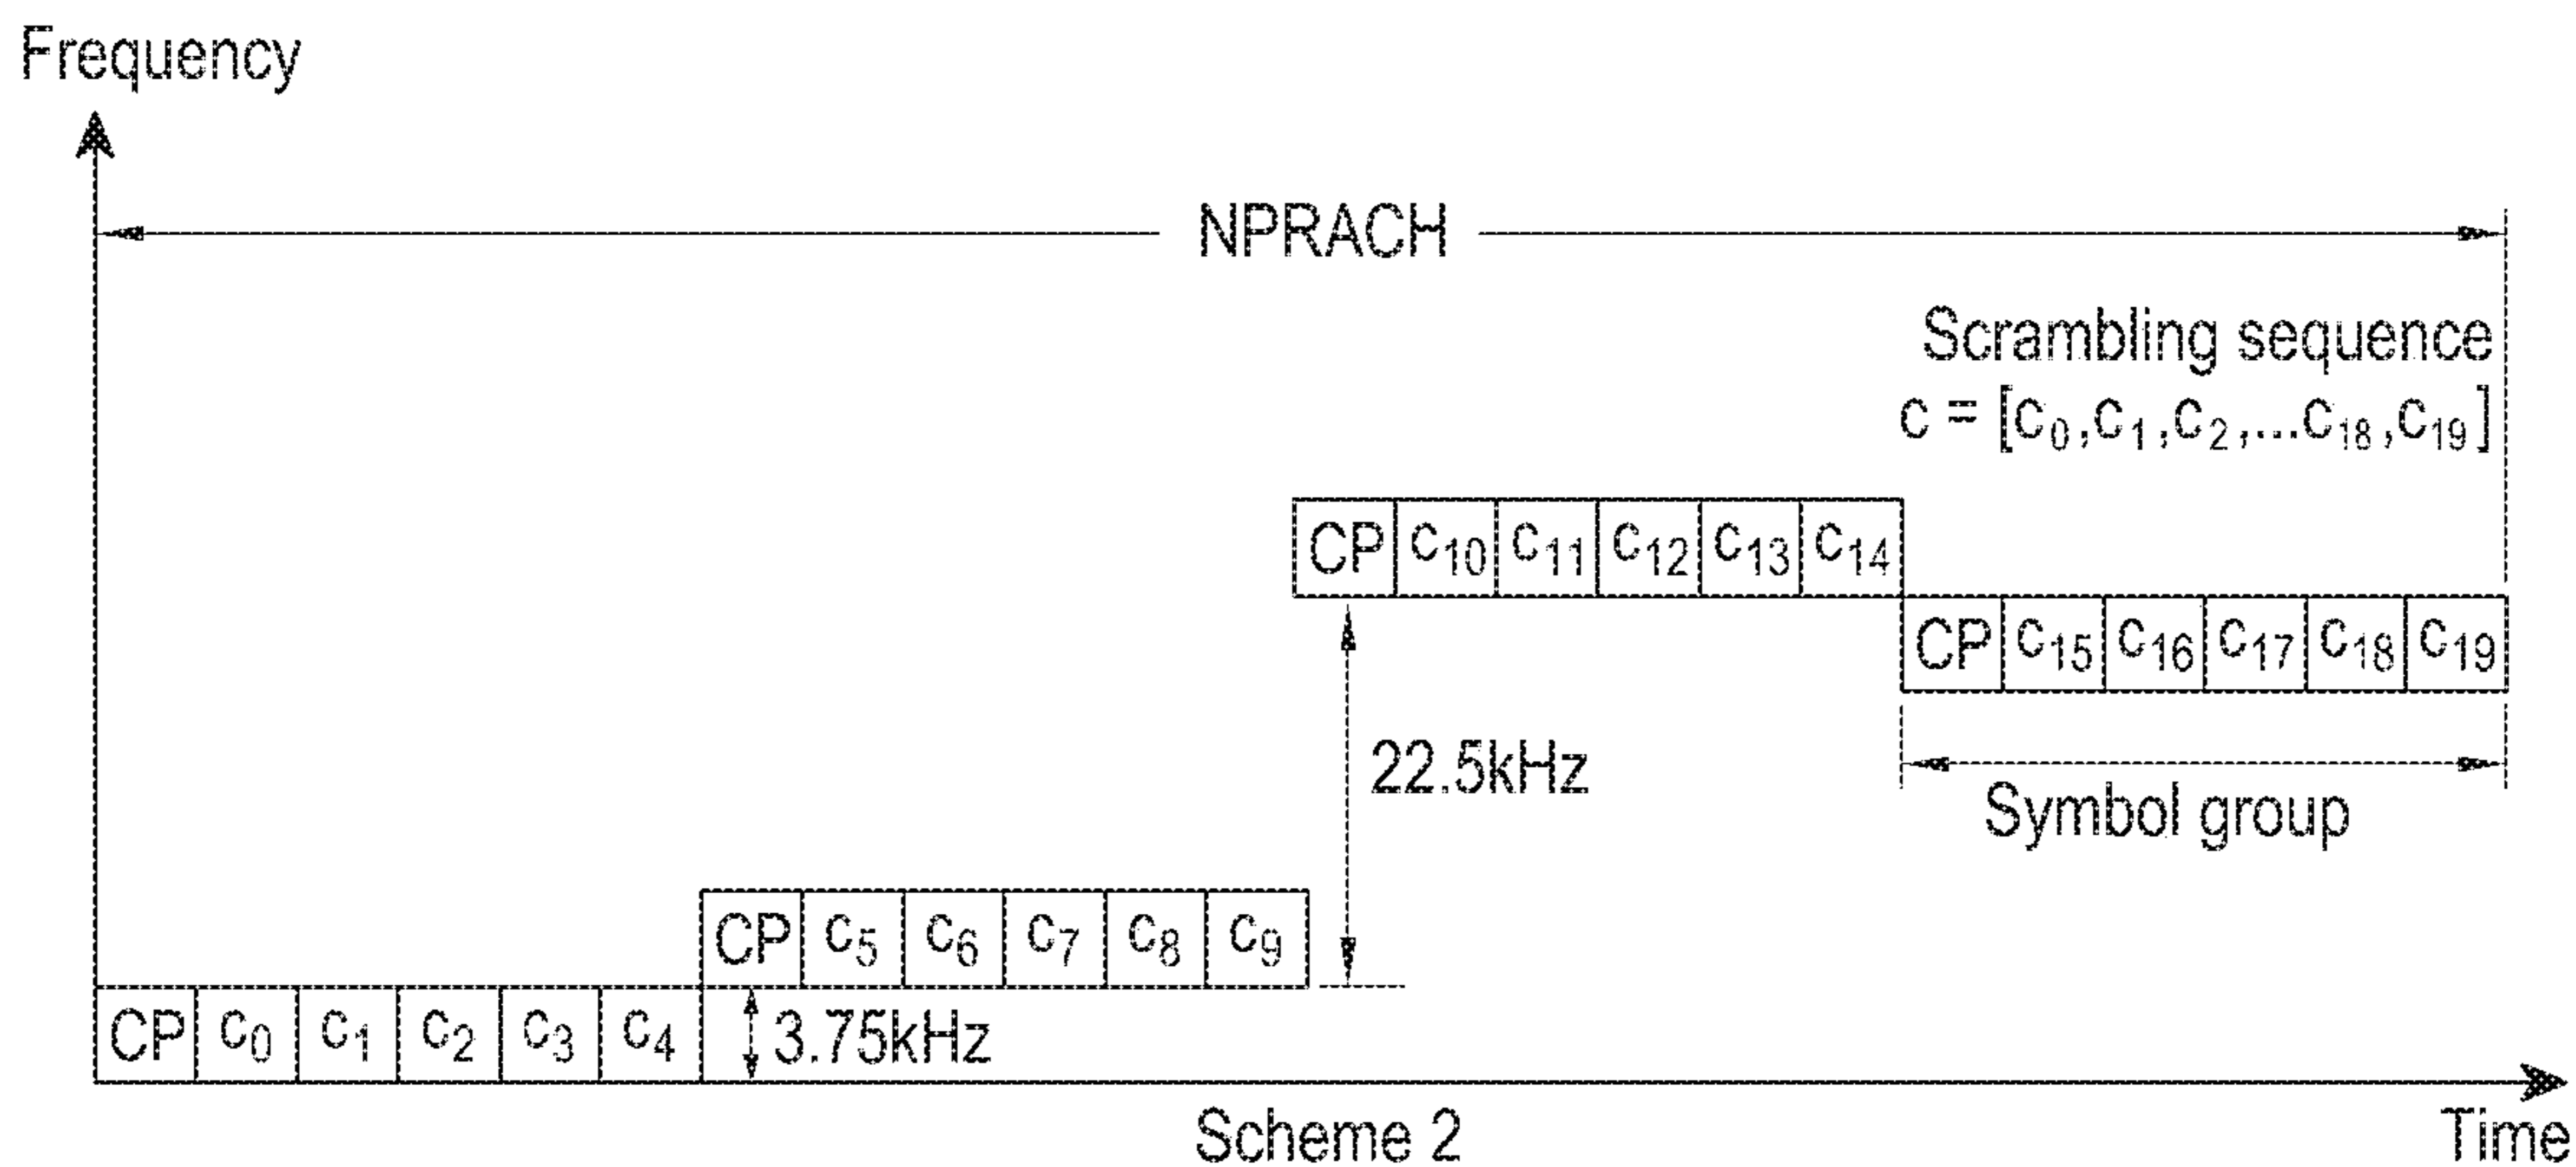 Frequency
NPRACH
Scrambling sequence
c = [c₀,c₁,c₂,...c₁₈,c₁₉]
CP c₁₀ c₁₁ c₁₂ c₁₃ c₁₄
CP c₁₅ c₁₆ c₁₇ c₁₈ c₁₉
22.5kHz
Symbol group
CP c₅ c₆ c₇ c₈ c₉
CP c₀ c₁ c₂ c₃ c₄
3.75kHz
Scheme 2
Time